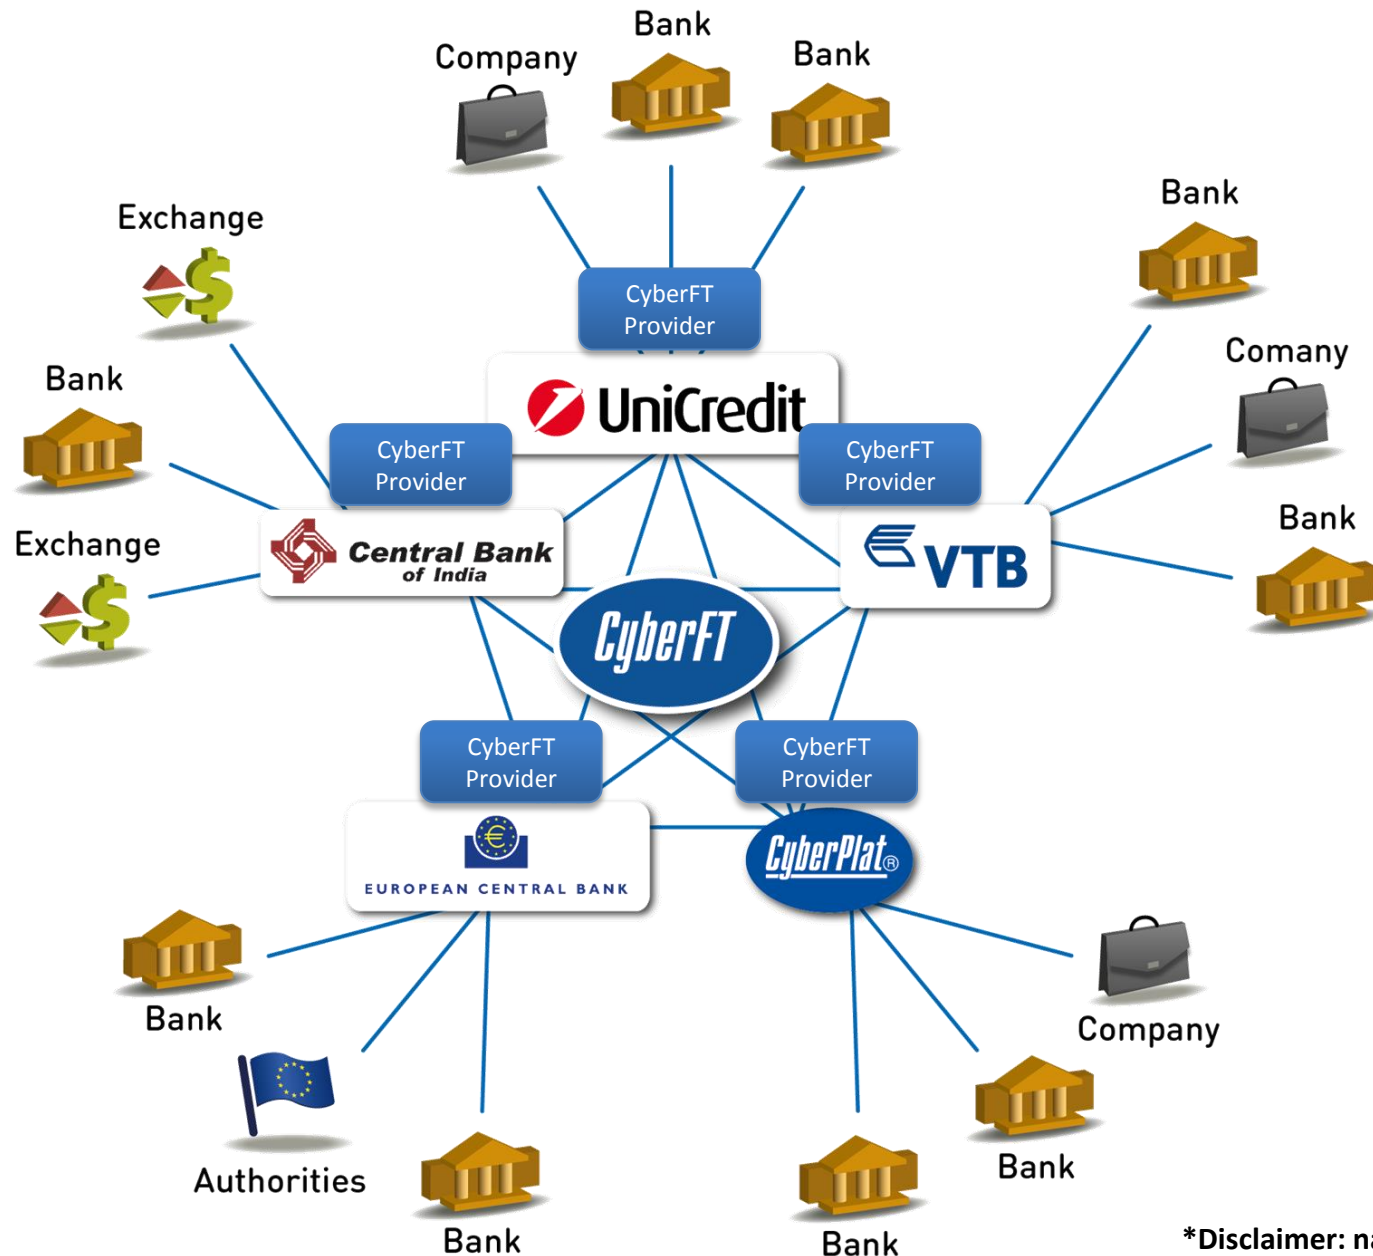 Bank
Company
Bank
Bank
Exchange
CyberFT
Provider
Comany
Bank
UniCredit
CyberFT
Provider
CyberFT
Provider
Bank
Exchange
Central Bank
of India
VTB
CyberFT
CyberFT
Provider
CyberFT
Provider
EUROPEAN CENTRAL BANK
CyberPlat®
Bank
Company
Authorities
Bank
Bank
Bank
*Disclaimer: